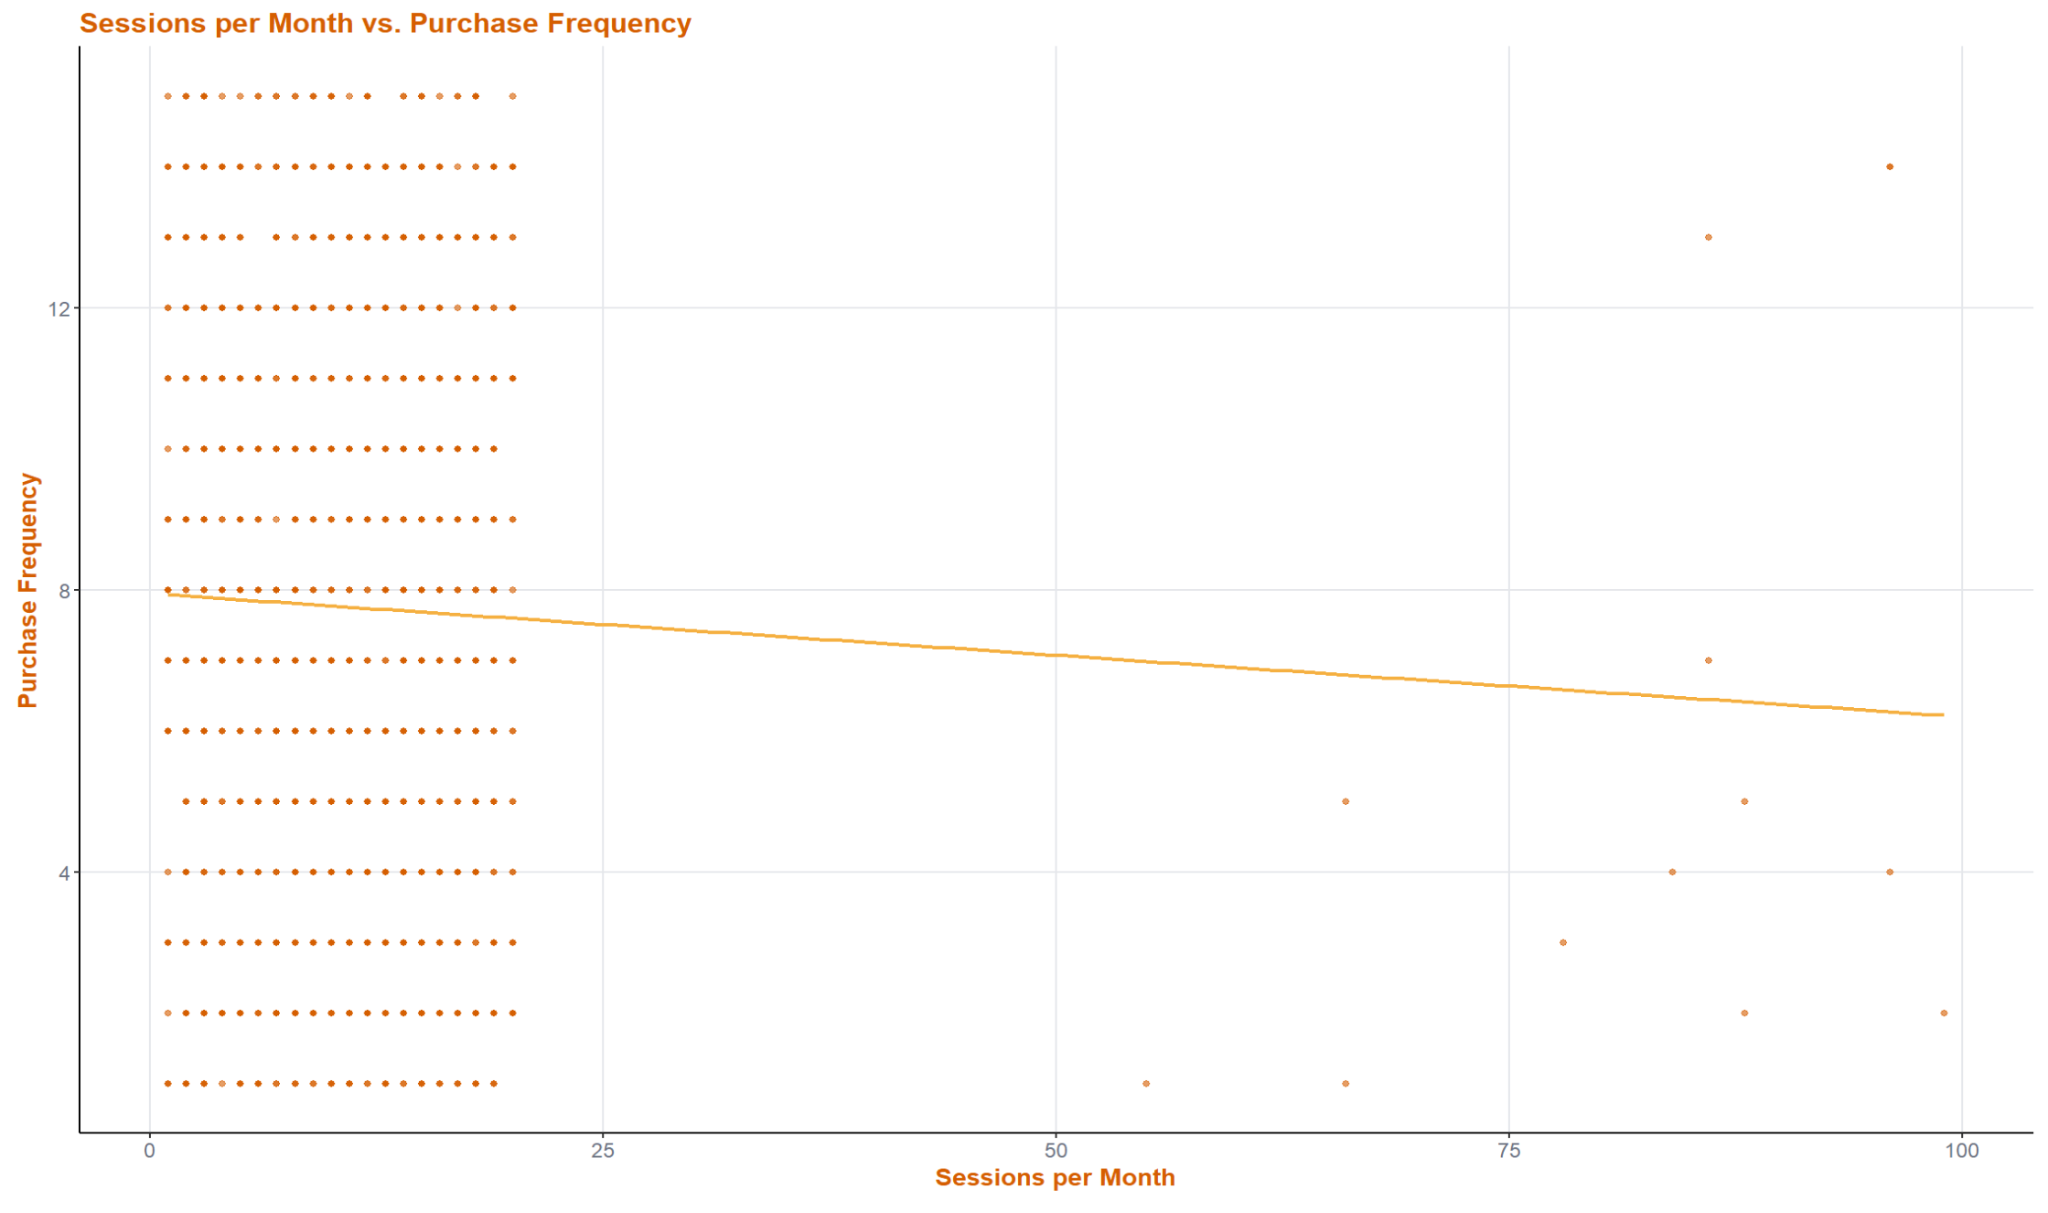 Sessions per Month vs. Purchase Frequency
Purchase Frequency
12
8
4
0
25
50
75
100
Sessions per Month